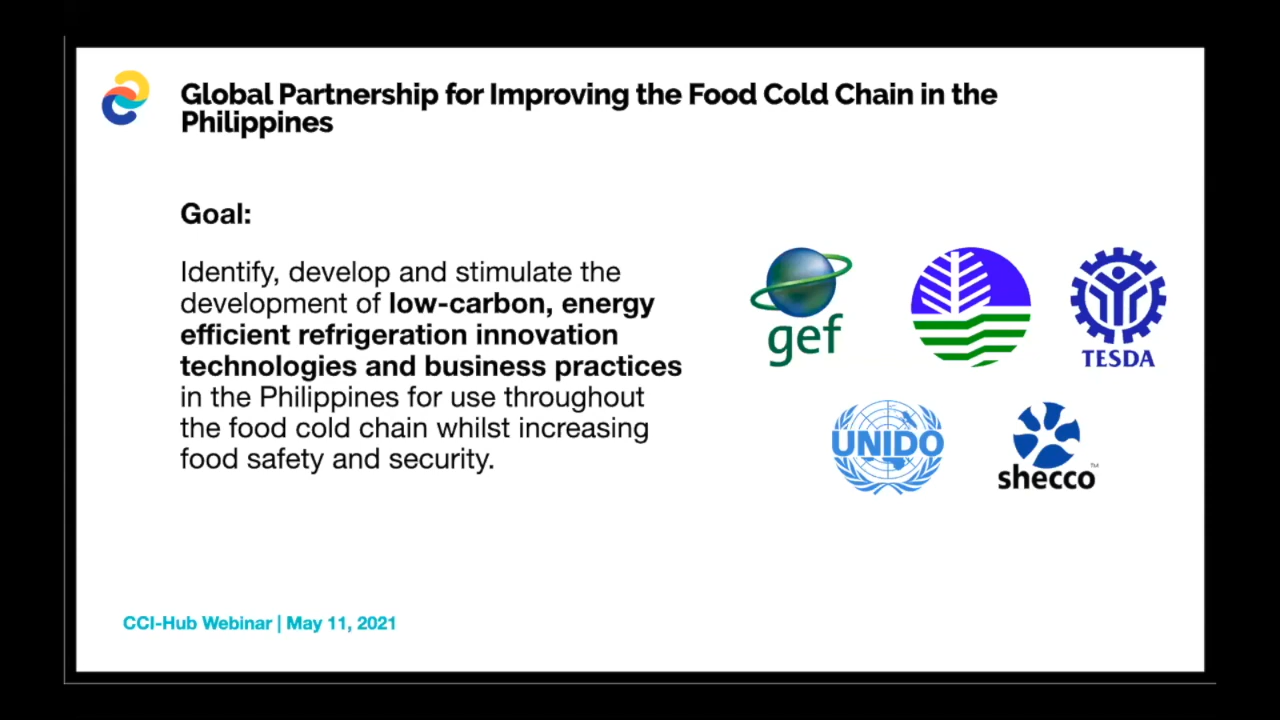 Global Partnership for Improving the Food Cold Chain in the
Philippines
Goal:
Identify, develop and stimulate the
development of low-carbon, energy
efficient refrigeration innovation
technologies and business practices
in the Philippines for use throughout
the food cold chain whilst increasing
food safety and security.
gef
TESDA
UNIDO
shecco™
CCI-Hub Webinar | May 11, 2021